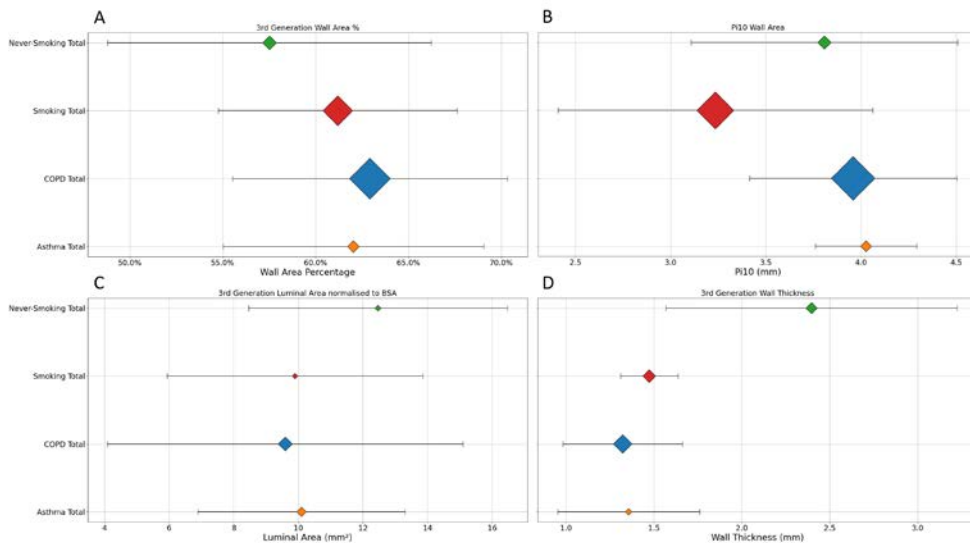 A
3rd Generation Wall Area %
Never-Smoking Total
Smoking Total
COPD Total
Asthma Total
50.0% 55.0% 60.0% 65.0% 70.0%
Wall Area Percentage
B
Pi10 Wall Area
2.5 3.0 3.5 4.0 4.5
Pi10 (mm)
C
3rd Generation Luminal Area normalised to BSA
Never-Smoking Total
Smoking Total
COPD Total
Asthma Total
4 6 8 10 12 14 16
Luminal Area (mm²)
D
3rd Generation Wall Thickness
1.0 1.5 2.0 2.5 3.0
Wall Thickness (mm)